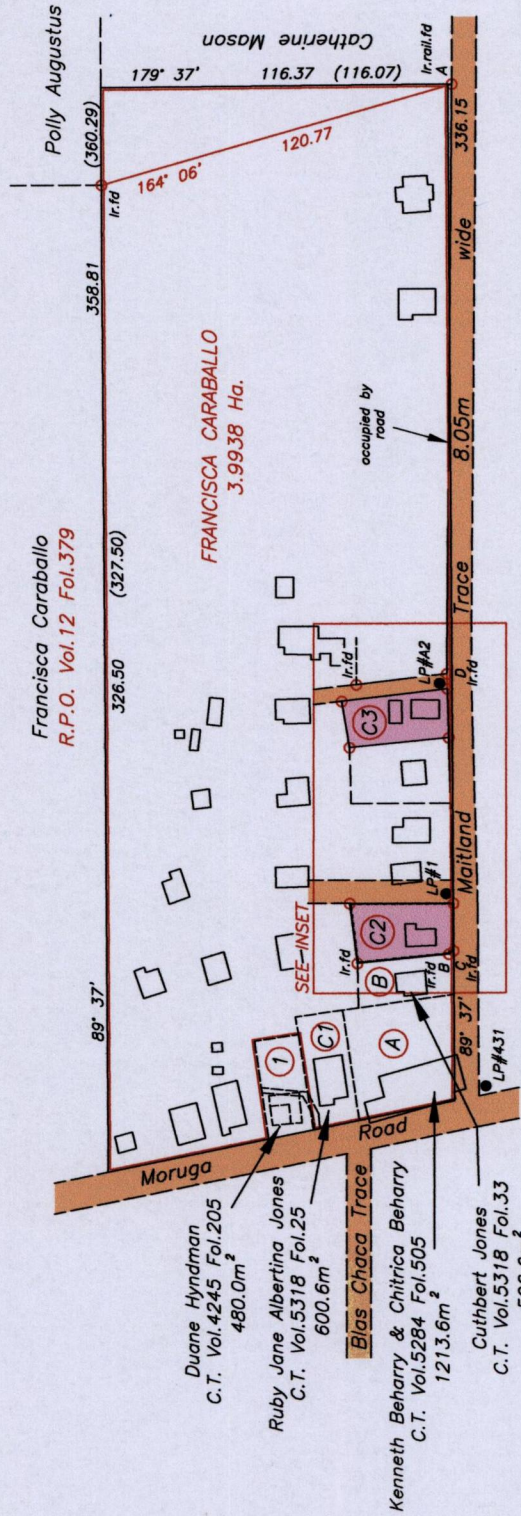 Polly Augustus
Catherine Mason
179° 37'
116.37 (116.07)
Ir.rail.fd
A
(360.29)
Ir.fd
164° 06'
120.77
358.81
336.15
wide
8.05m
Trace
Maitland
occupied by
road
FRANCISCA CARABALLO
3.9938 Ha.
Francisca Caraballo
R.P.O. Vol.12 Fol.379
326.50 (327.50)
89° 37'
Ir.fd
D
Ir.fd
LP#A2
C.3
SEE INSET
LP#1
C2
Ir.fd
B
Ir.fd
B
C
Ir.fd
89° 37'
LP#431
1
C1
A
Moruga Road
Blas Chaca Trace
Duane Hyndman
C.T. Vol.4245 Fol.205
480.0m²
Ruby Jane Albertina Jones
C.T. Vol.5318 Fol.25
600.6m²
Kenneth Beharry & Chitrica Beharry
C.T. Vol.5284 Fol.505
1213.6m²
Cuthbert Jones
C.T. Vol.5318 Fol.33